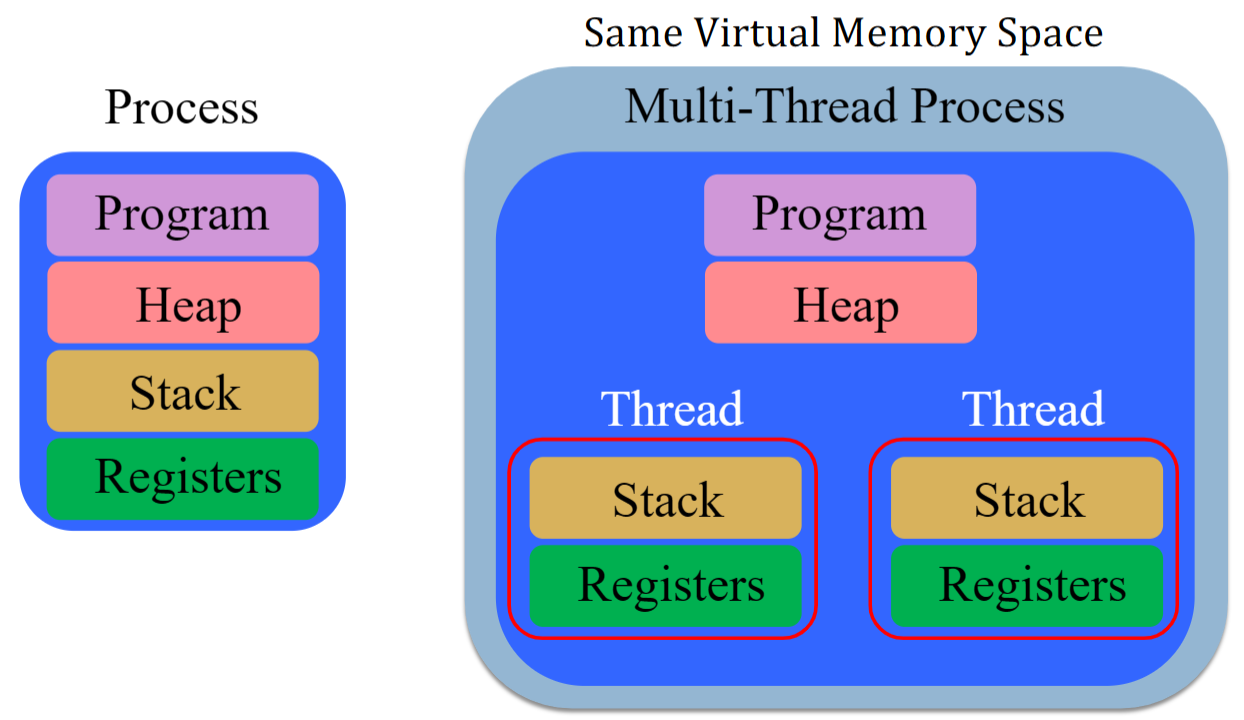 Same Virtual Memory Space
Process
Program
Heap
Stack
Registers
Multi-Thread Process
Program
Heap
Thread
Stack
Registers
Thread
Stack
Registers